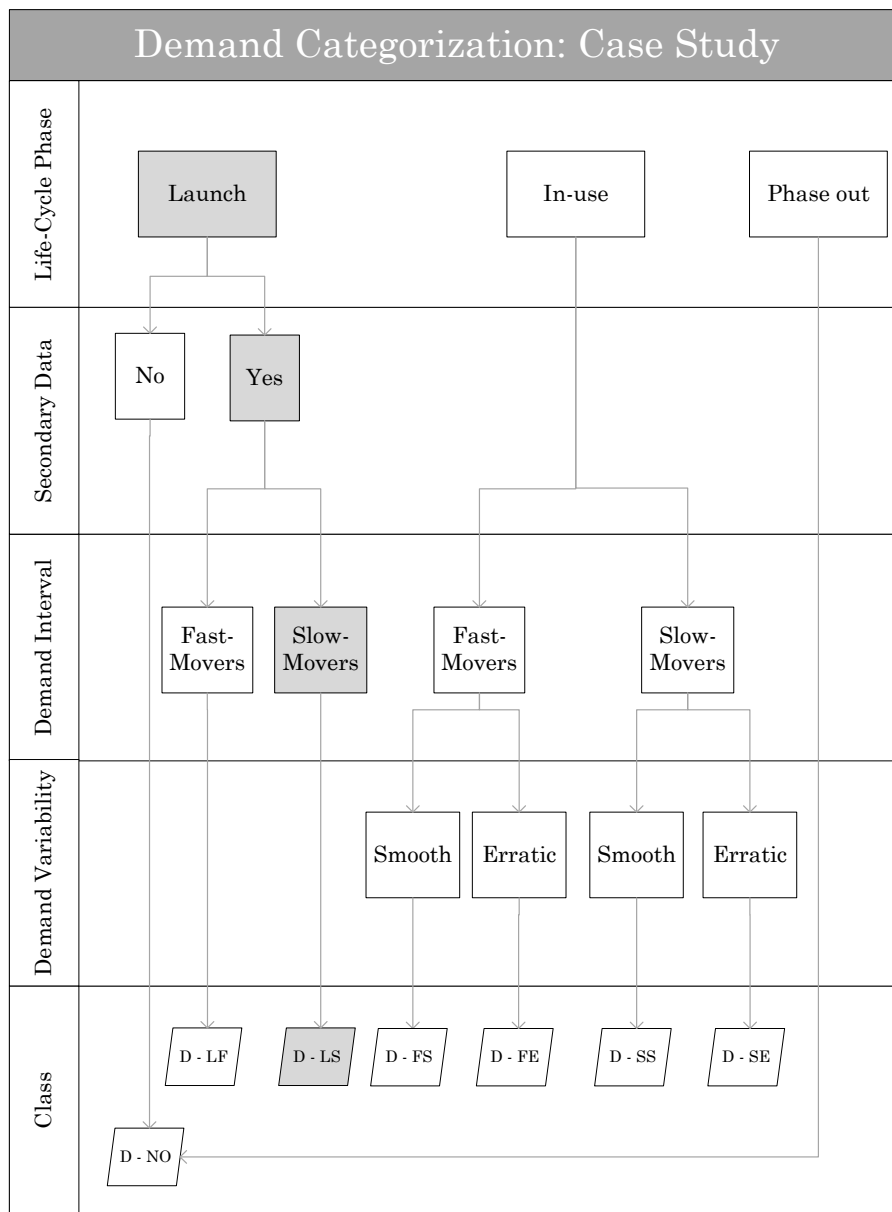 Demand Categorization: Case Study
Life-Cycle Phase
Launch
In-use
Phase out
Secondary Data
No
Yes
Demand Interval
Fast-
Movers
Slow-
Movers
Fast-
Movers
Slow-
Movers
Demand Variability
Smooth
Erratic
Smooth
Erratic
Class
D - LF
D - LS
D - FS
D - FE
D - SS
D - SE
D - NO